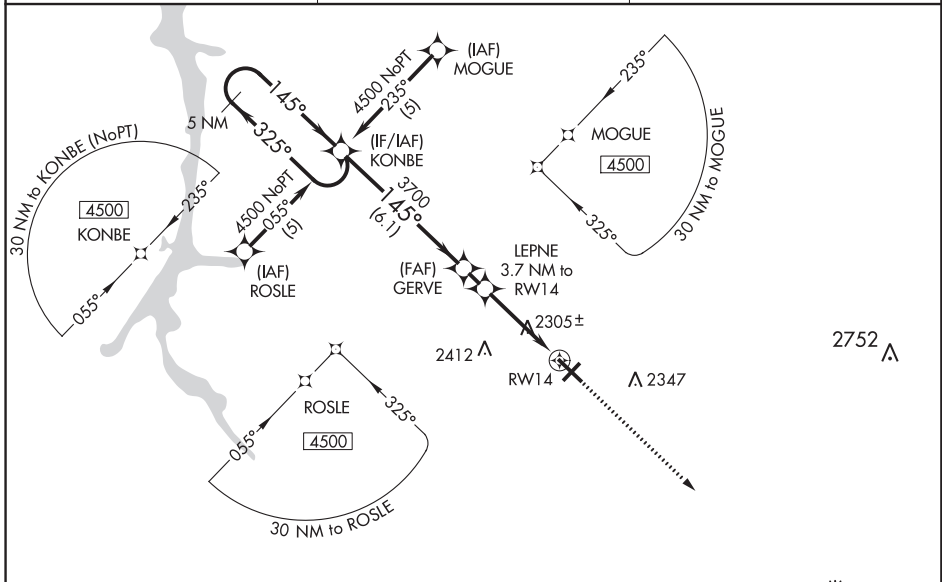 (IAF)
MOGUE
4500 NoPT
235°
(5)
145°
5 NM
325°
(IF/IAF)
KONBE
4500 NoPT
055°
(5)
(IAF)
ROSLE
3700
145°
(6.1)
(FAF)
GERVE
LEPNE
3.7 NM to
RW14
2305±
2412
RW14
2347
2752
30 NM to KONBE (NoPT)
4500
KONBE
235°
055°
235°
MOGUE
4500
325°
30 NM to MOGUE
ROSLE
4500
055°
325°
30 NM to ROSLE